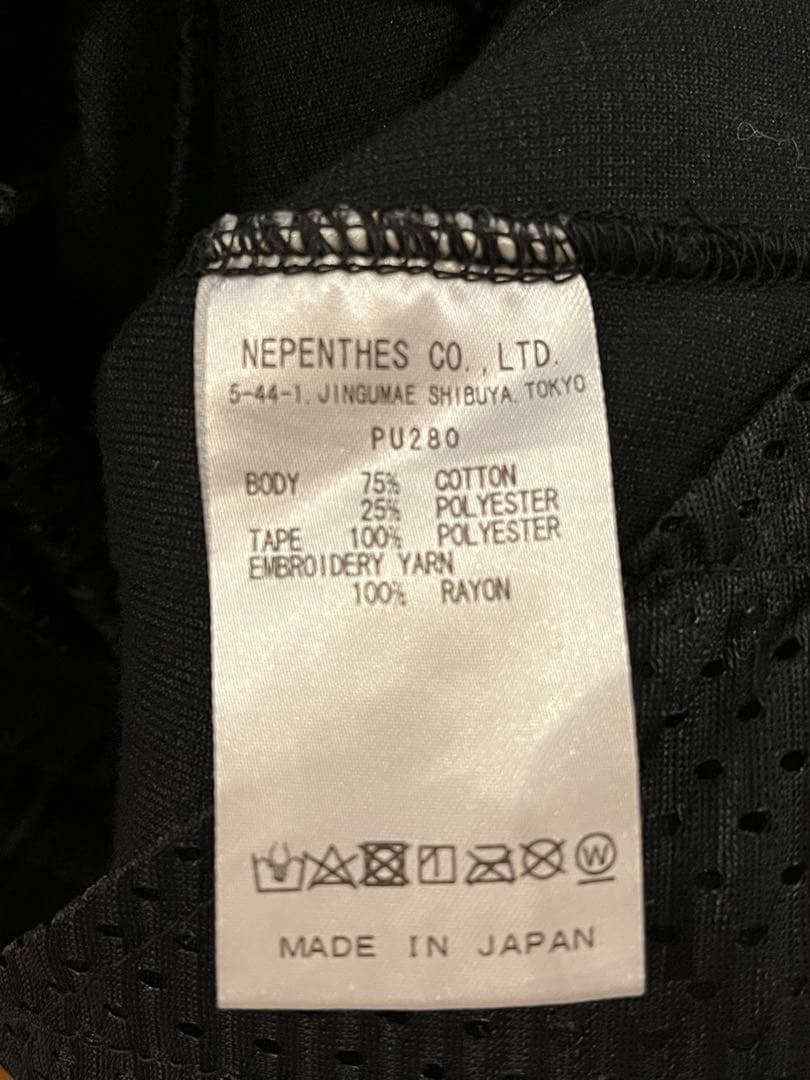 NEPENTHES CO.,LTD.
5-44-1, JINGUMAE SHIBUYA, TOKYO
PU280
BODY 75% COTTON
25% POLYESTER
TAPE 100% POLYESTER
EMBROIDERY YARN
100% RAYON
W
MADE IN JAPAN